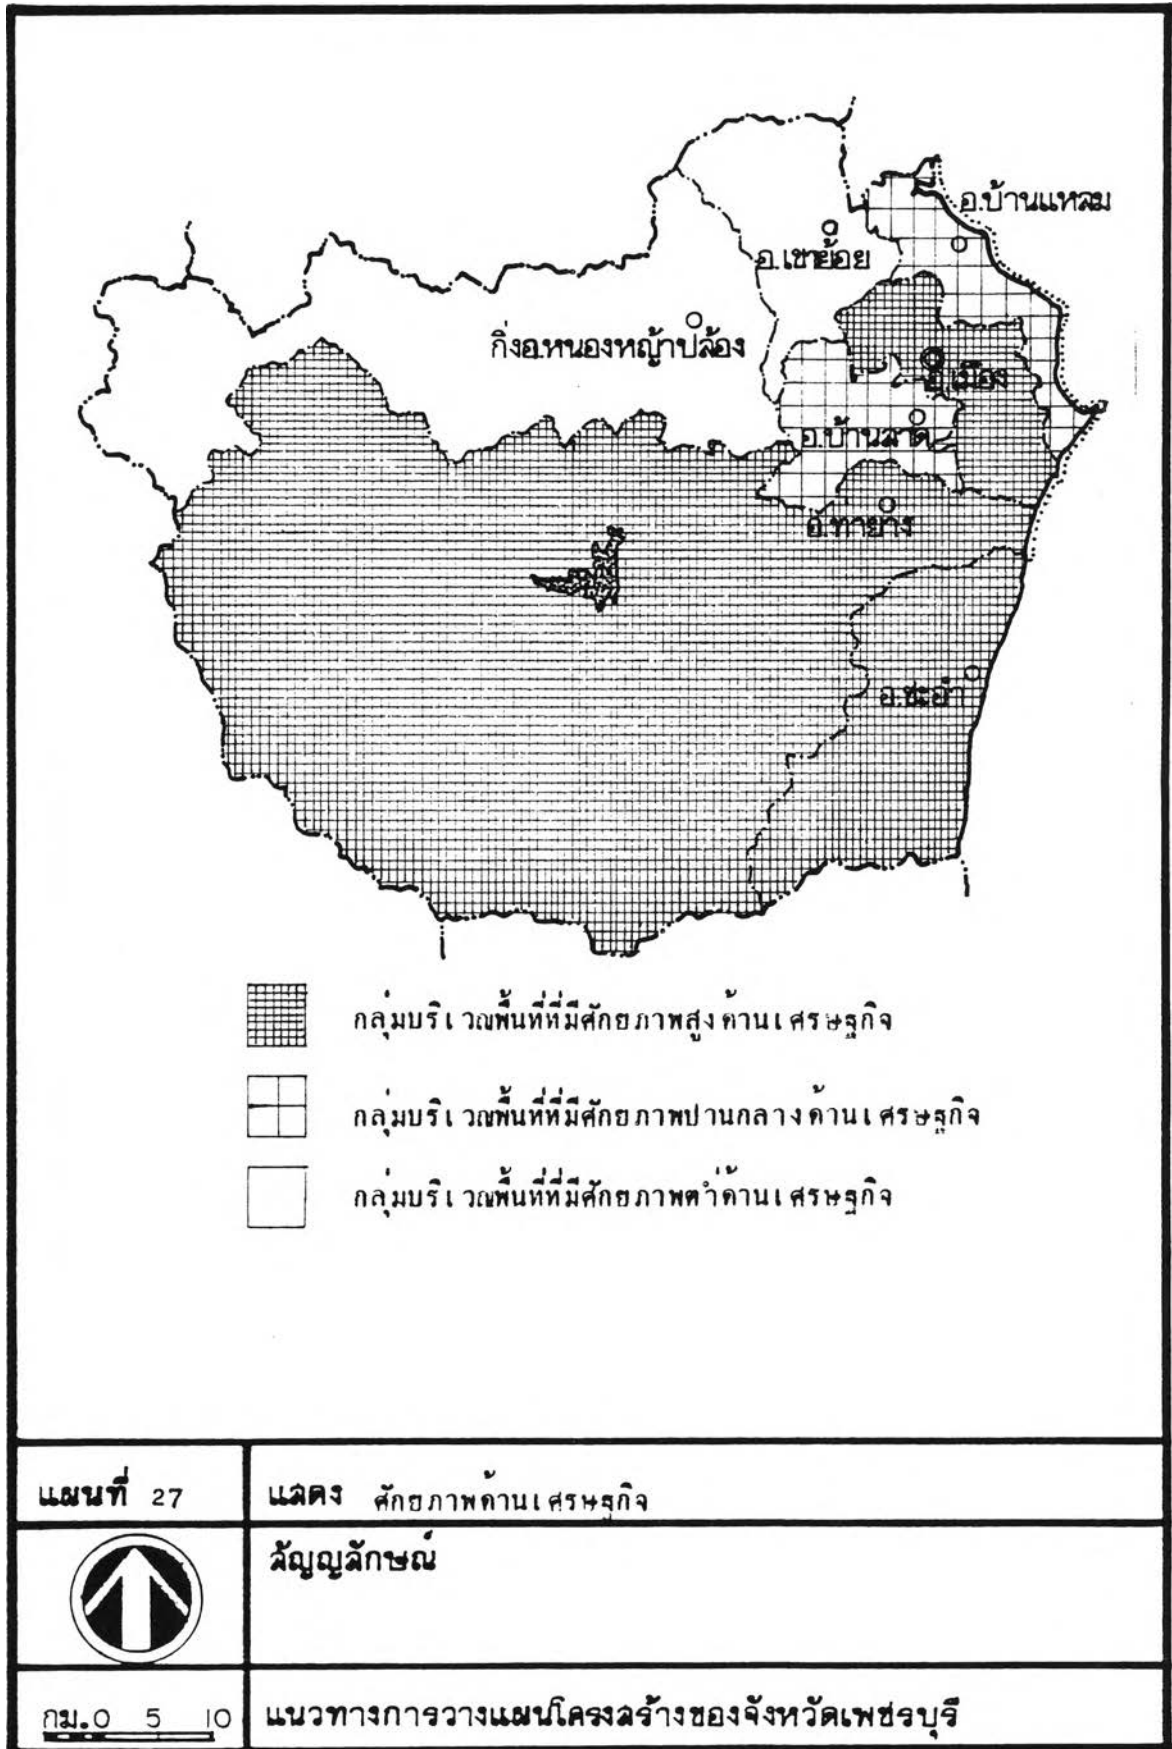 อ.บ้านแหลม
อ.เขาย้อย
กิ่งอ.หนองหญ้าปล้อง
อ.เมือง
อ.บ้านลาด
อ.ท่ายาง
อ.ชะอำ
กลุ่มบริเวณพื้นที่ที่มีศักยภาพสูงด้านเศรษฐกิจ
กลุ่มบริเวณพื้นที่ที่มีศักยภาพปานกลางด้านเศรษฐกิจ
กลุ่มบริเวณพื้นที่ที่มีศักยภาพต่ำด้านเศรษฐกิจ
แผนที่ 27
แสดง ศักยภาพด้านเศรษฐกิจ
สัญญลักษณ์
กม. 0 5 10
แนวทางการวางแผนโครงสร้างของจังหวัดเพชรบุรี